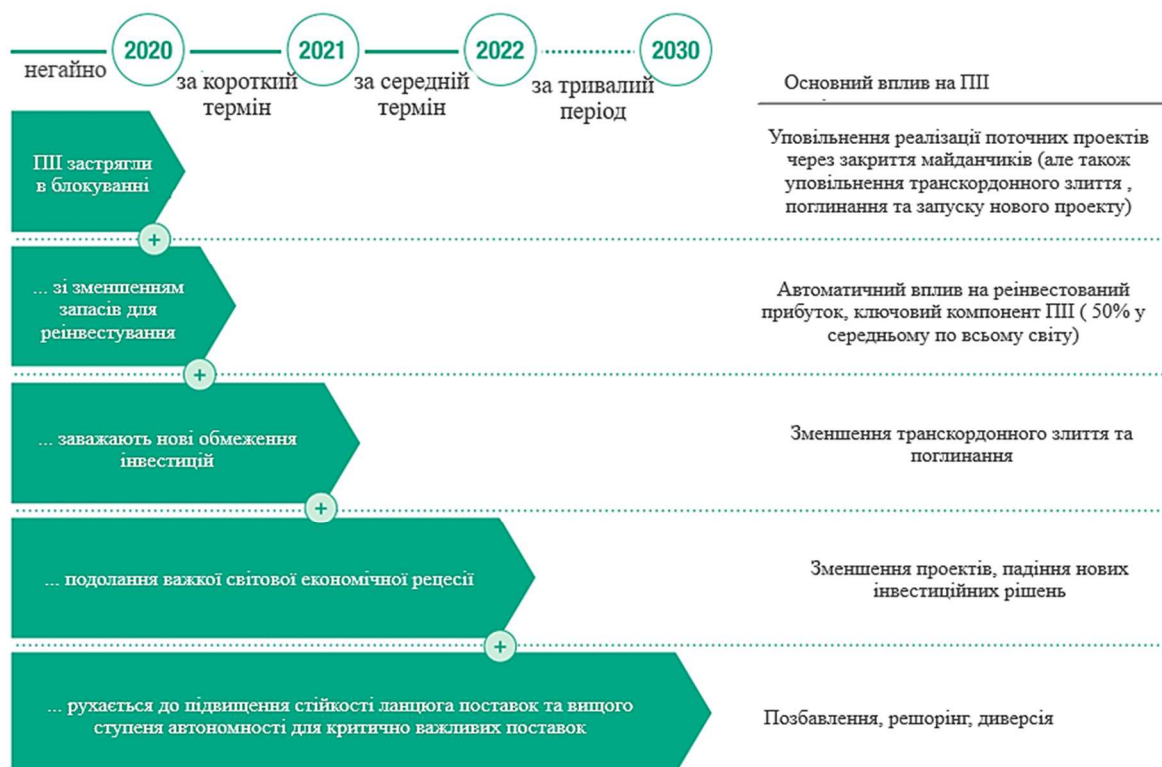 2020
2021
2022
2030
негайно
за короткий
термін
за середній
термін
за тривалий
період
Основний вплив на ПІІ
ПІІ застрягли
в блокуванні
Уповільнення реалізації поточних проектів
через закриття майданчиків (але також
уповільнення транскордонного злиття ,
поглинання та запуску нового проекту)
+
... зі зменшенням
запасів для
реінвестування
Автоматичний вплив на реінвестований
прибуток, ключовий компонент ПІІ ( 50% у
середньому по всьому світу)
+
... заважають нові обмеження
інвестицій
Зменшення транскордонного злиття та
поглинання
+
... подолання важкої світової економічної рецесії
Зменшення проектів, падіння нових
інвестиційних рішень
+
... рухається до підвищення стійкості ланцюга поставок та вищого
ступеня автономності для критично важливих поставок
Позбавлення, решорінг, диверсія